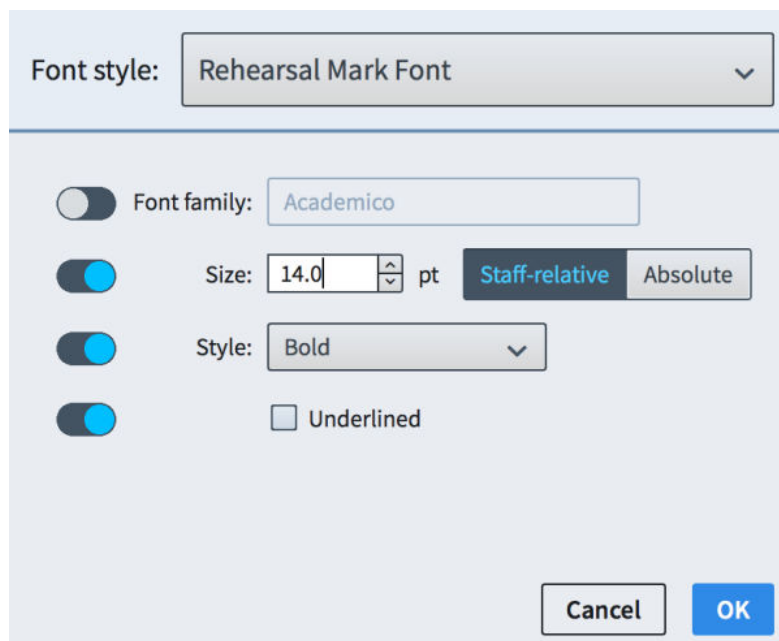 Font style: Rehearsal Mark Font
Font family: Academico
Size: 14.0 pt Staff-relative Absolute
Style: Bold
Underlined
Cancel OK